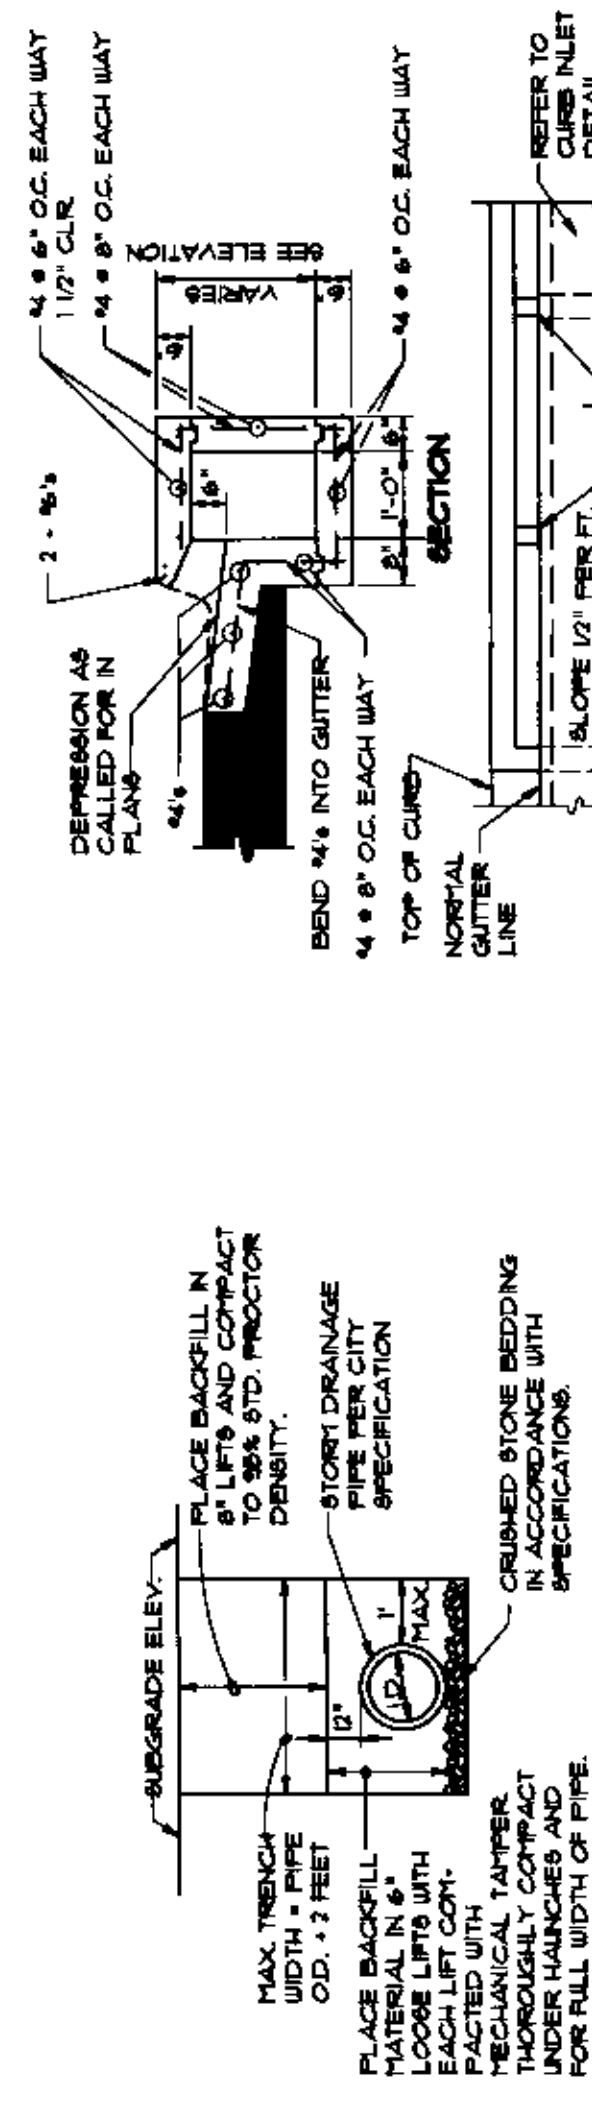 SUBGRADE ELEV.
PLACE BACKFILL IN
8" LIFTS AND COMPACT
TO 95% STD. PROCTOR
DENSITY.
MAX. TRENCH
WIDTH = PIPE
O.D. + 2 FEET
12"
I.D.
1'
MAX.
STORM DRAINAGE
PIPE PER CITY
SPECIFICATION
PLACE BACKFILL
MATERIAL IN 6"
LOOSE LIFTS WITH
EACH LIFT COM-
PACTED WITH
MECHANICAL TAMPER
THOROUGHLY COMPACT
UNDER HAUNCHES AND
FOR FULL WIDTH OF PIPE.
CRUSHED STONE BEDDING
IN ACCORDANCE WITH
SPECIFICATIONS.
#4 @ 6" O.C. EACH WAY
1 1/2" CLR
#4 @ 8" O.C. EACH WAY
2 - #6's
DEPRESSION AS
CALLED FOR IN
PLANS
#4's
6"
6"
VARIES
SEE ELEVATION
6"
#4 @ 6" O.C. EACH WAY
8" 1'-0" 6"
SECTION
BEND #4's INTO GUTTER
#4 @ 8" O.C. EACH WAY
TOP OF CURB
NORMAL
GUTTER
LINE
SLOPE 1/2" PER FT.
REFER TO
CURB INLET
DETAIL